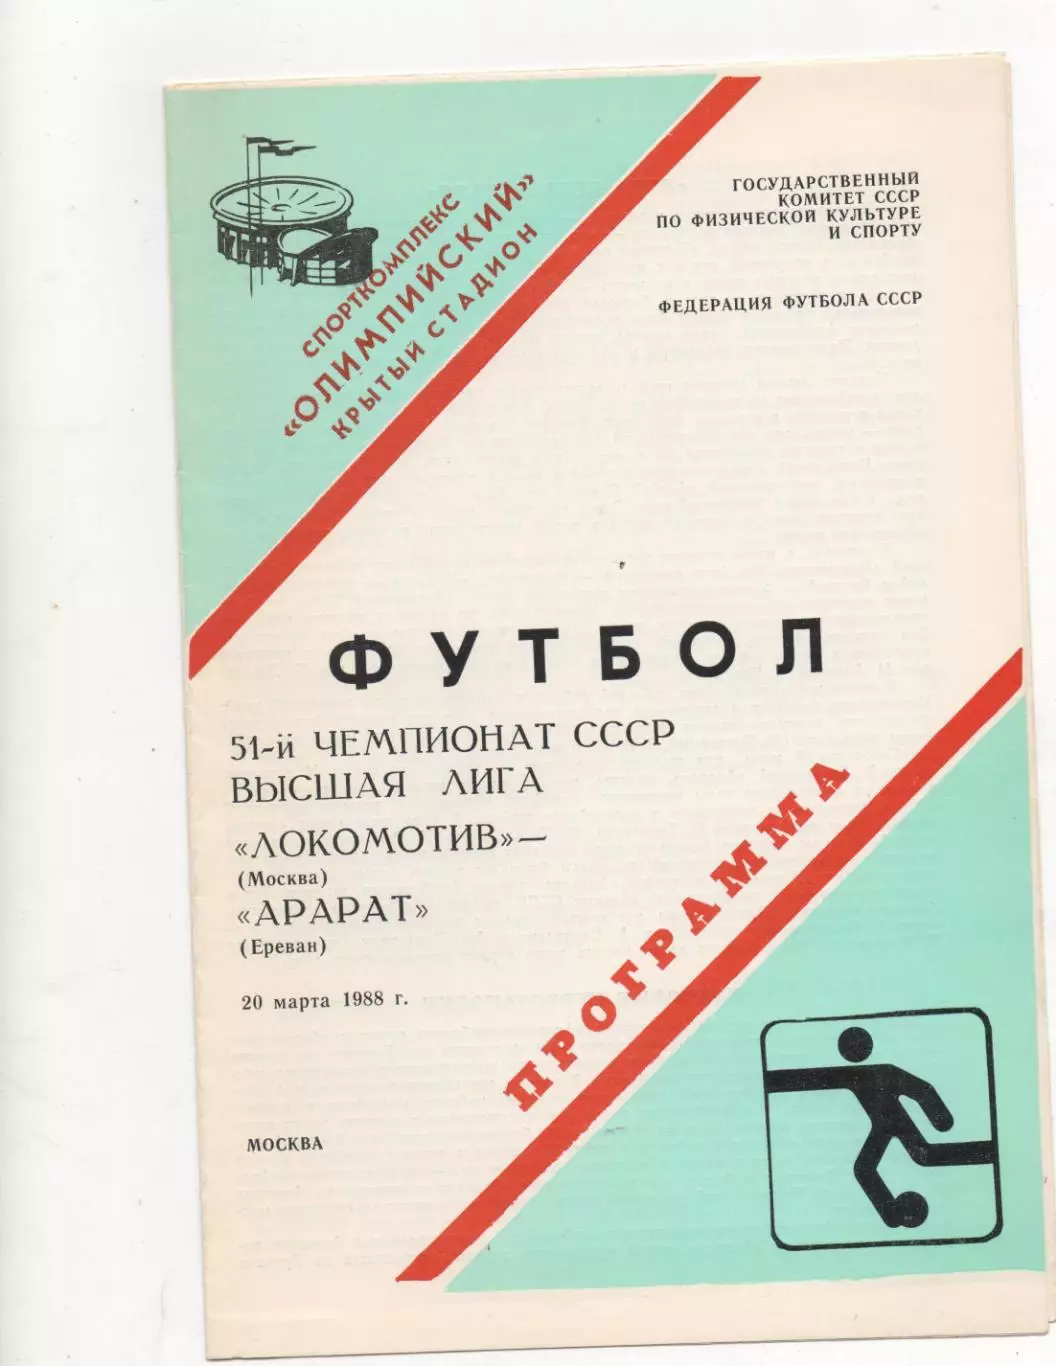 СПОРТКОМПЛЕКС
«ОЛИМПИЙСКИЙ»
КРЫТЫЙ СТАДИОН
ГОСУДАРСТВЕННЫЙ
КОМИТЕТ СССР
ПО ФИЗИЧЕСКОЙ КУЛЬТУРЕ
И СПОРТУ
ФЕДЕРАЦИЯ ФУТБОЛА СССР
ФУТБОЛ
51-й ЧЕМПИОНАТ СССР
ВЫСШАЯ ЛИГА
«ЛОКОМОТИВ»—
(Москва)
«АРАРАТ»
(Ереван)
20 марта 1988 г.
ПРОГРАММА
МОСКВА